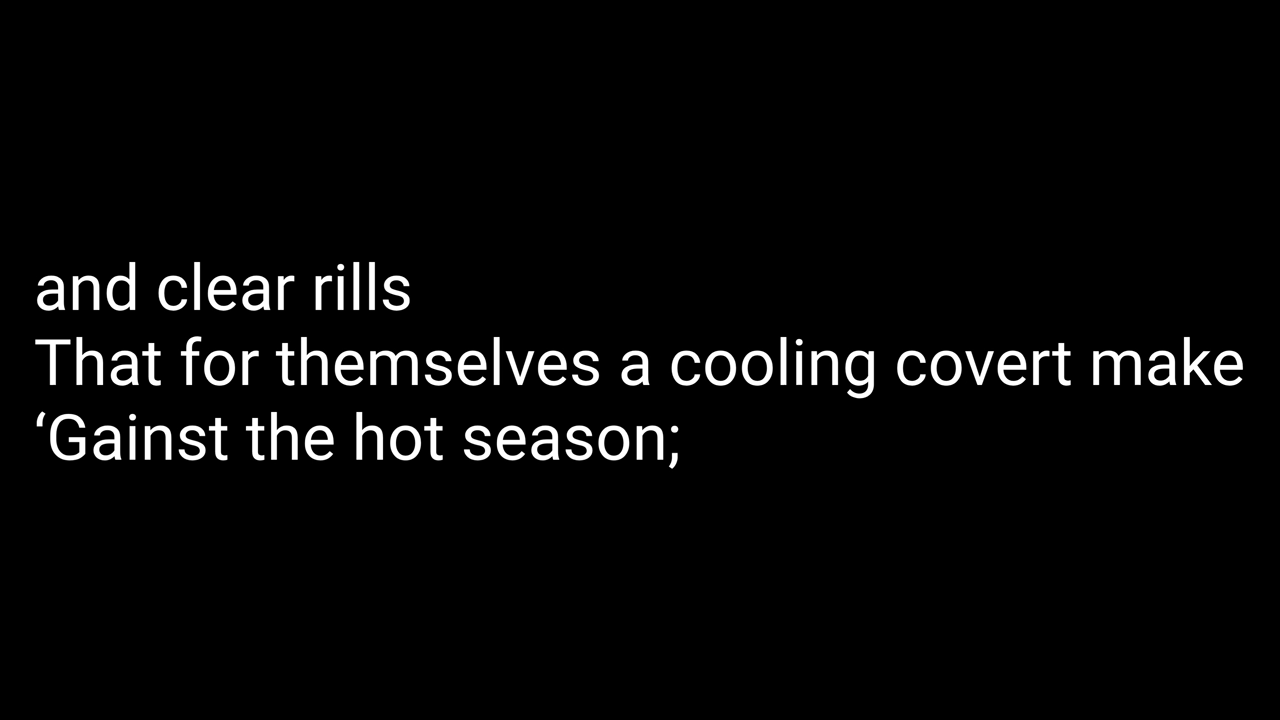 and clear rills
That for themselves a cooling covert make
‘Gainst the hot season;